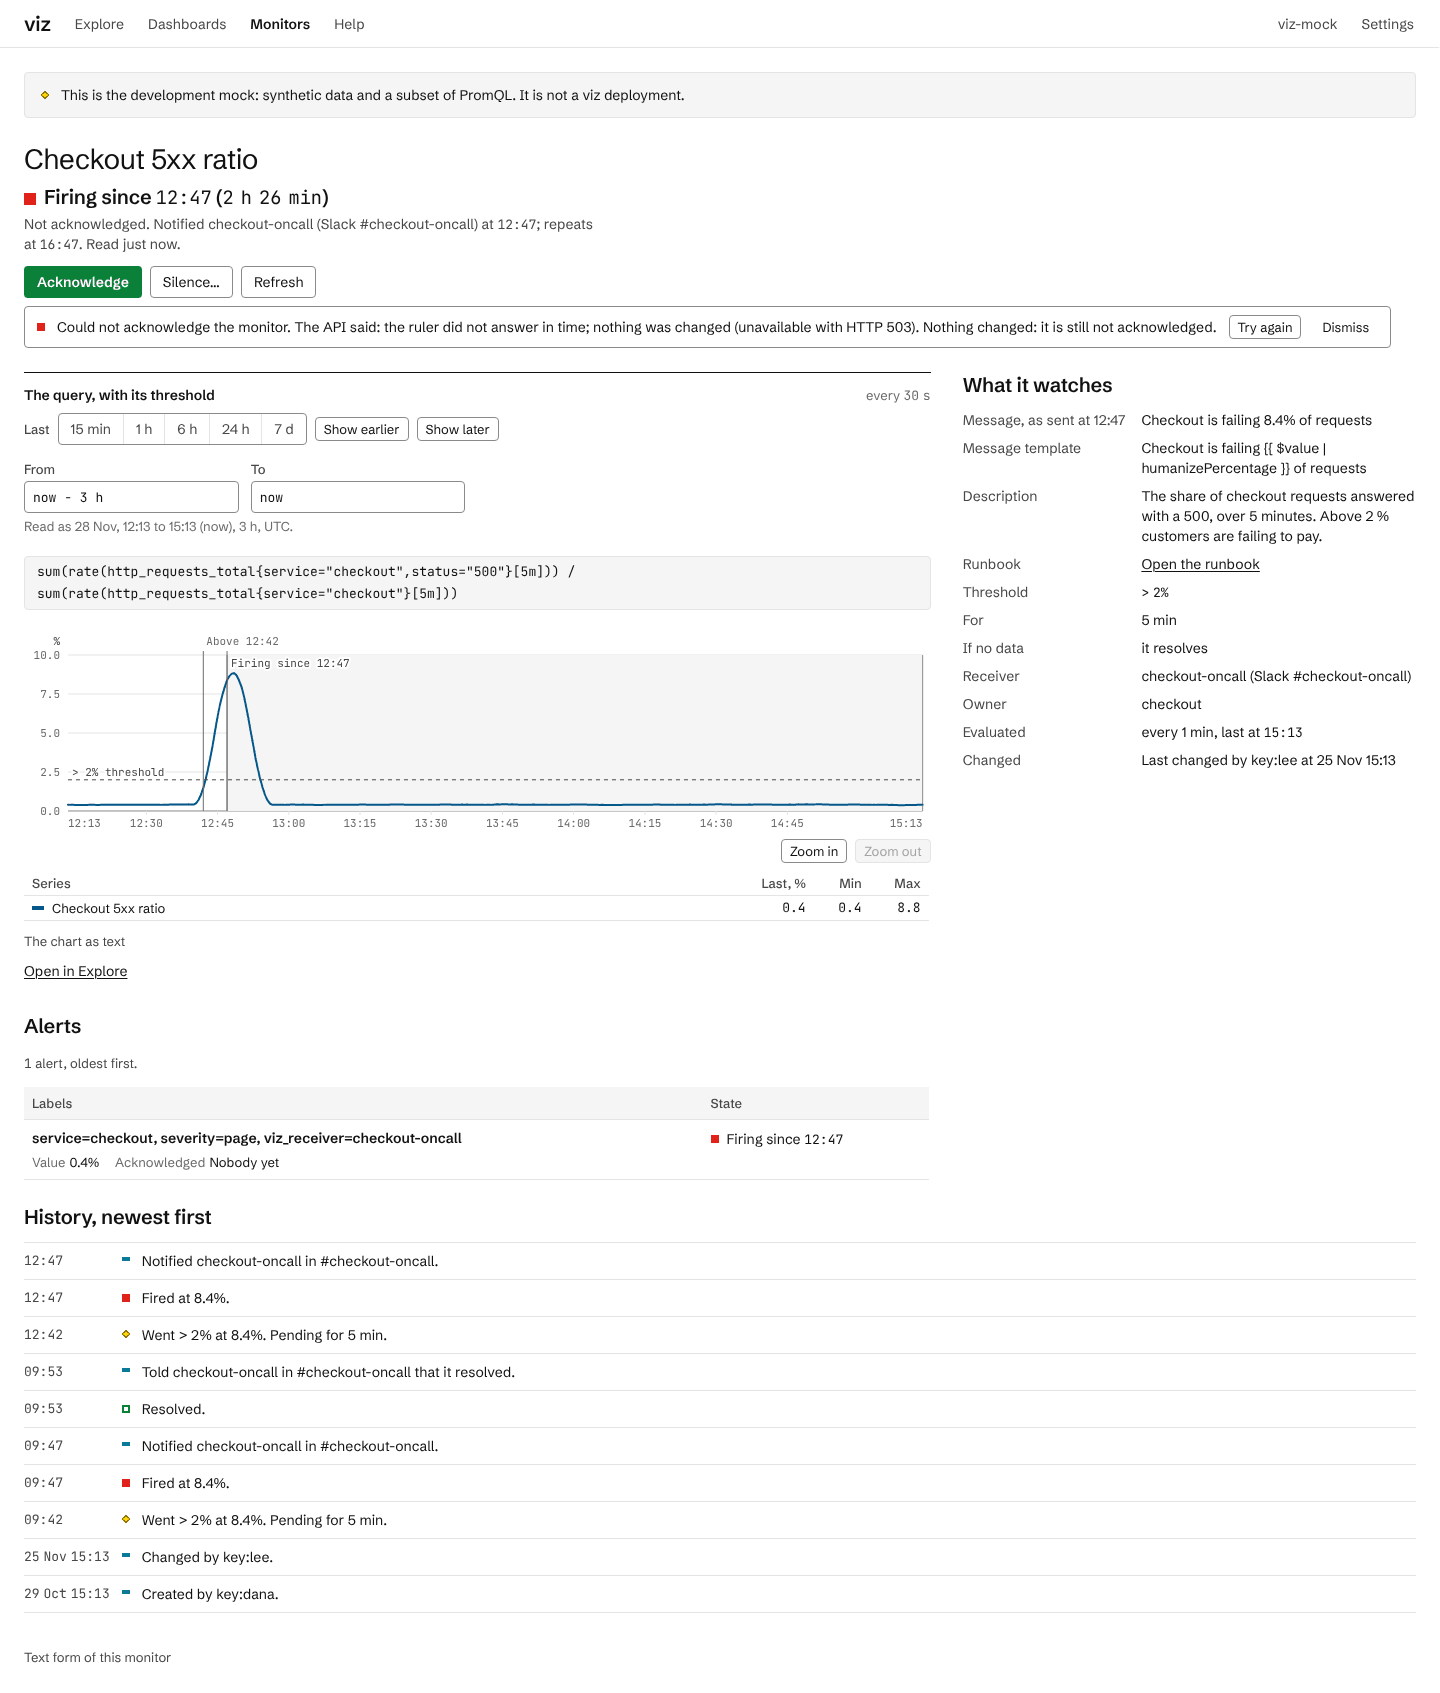 viz Explore Dashboards Monitors Help viz-mock Settings
This is the development mock: synthetic data and a subset of PromQL. It is not a viz deployment.
Checkout 5xx ratio
Firing since 12:47 (2 h 26 min)
Not acknowledged. Notified checkout-oncall (Slack #checkout-oncall) at 12:47; repeats
at 16:47. Read just now.
Acknowledge Silence... Refresh
Could not acknowledge the monitor. The API said: the ruler did not answer in time; nothing was changed (unavailable with HTTP 503). Nothing changed: it is still not acknowledged. Try again Dismiss
The query, with its threshold every 30 s
Last 15 min 1 h 6 h 24 h 7 d Show earlier Show later
From To
now - 3 h now
Read as 28 Nov, 12:13 to 15:13 (now), 3 h, UTC.
sum(rate(http_requests_total{service="checkout",status="500"}[5m])) /
sum(rate(http_requests_total{service="checkout"}[5m]))
% Above 12:42
10.0 Firing since 12:47
7.5
5.0
2.5 > 2% threshold
0.0
12:13 12:30 12:45 13:00 13:15 13:30 13:45 14:00 14:15 14:30 14:45 15:13
Zoom in Zoom out
Series Last, % Min Max
Checkout 5xx ratio 0.4 0.4 8.8
The chart as text
Open in Explore
What it watches
Message, as sent at 12:47 Checkout is failing 8.4% of requests
Message template Checkout is failing {{ $value |
humanizePercentage }} of requests
Description The share of checkout requests answered
with a 500, over 5 minutes. Above 2 %
customers are failing to pay.
Runbook Open the runbook
Threshold > 2%
For 5 min
If no data it resolves
Receiver checkout-oncall (Slack #checkout-oncall)
Owner checkout
Evaluated every 1 min, last at 15:13
Changed Last changed by key:lee at 25 Nov 15:13
Alerts
1 alert, oldest first.
Labels State
service=checkout, severity=page, viz_receiver=checkout-oncall Firing since 12:47
Value 0.4% Acknowledged Nobody yet
History, newest first
12:47 Notified checkout-oncall in #checkout-oncall.
12:47 Fired at 8.4%.
12:42 Went > 2% at 8.4%. Pending for 5 min.
09:53 Told checkout-oncall in #checkout-oncall that it resolved.
09:53 Resolved.
09:47 Notified checkout-oncall in #checkout-oncall.
09:47 Fired at 8.4%.
09:42 Went > 2% at 8.4%. Pending for 5 min.
25 Nov 15:13 Changed by key:lee.
29 Oct 15:13 Created by key:dana.
Text form of this monitor